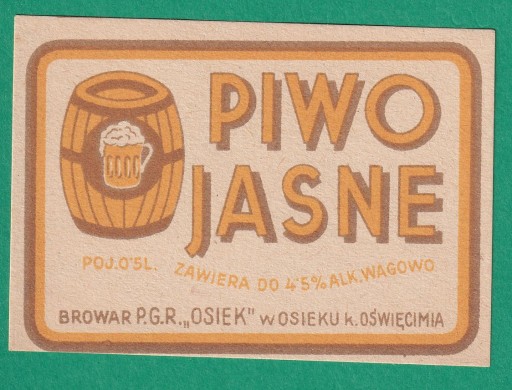 PIWO
JASNE
POJ.0'5L. ZAWIERA DO 4'5% ALK.WAGOWO
BROWAR P.G.R. „OSIEK" W OSIEKU k. OŚWIĘCIMIA